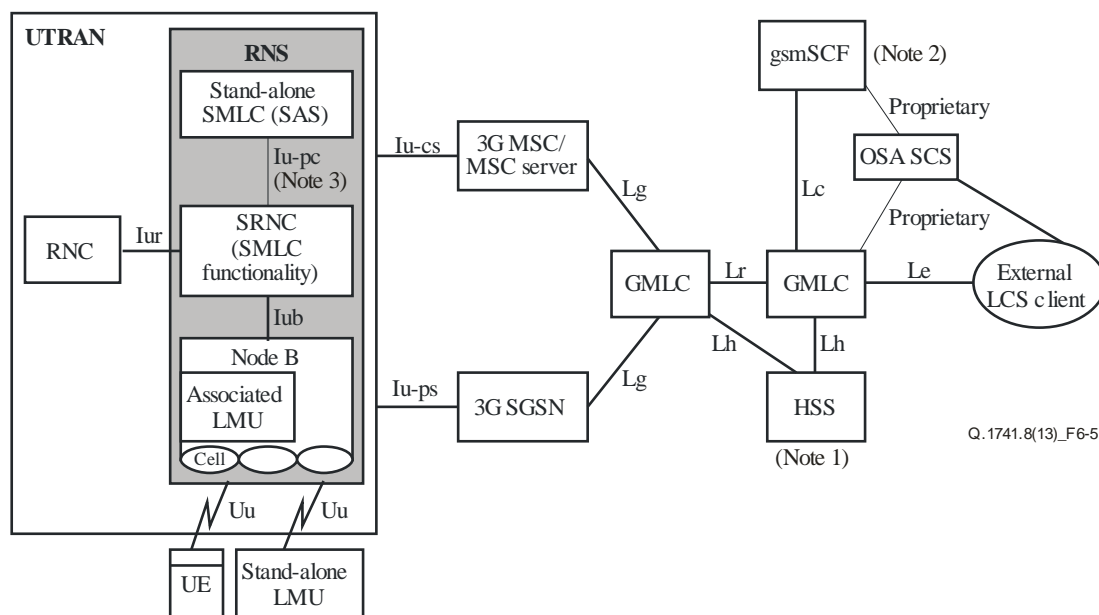 UTRAN
RNS
Stand-alone
SMLC (SAS)
Iu-pc
(Note 3)
RNC
Iur
SRNC
(SMLC
functionality)
Iub
Node B
Associated
LMU
Cell
Uu
Uu
UE
Stand-alone
LMU
Iu-cs
3G MSC/
MSC server
Lg
Iu-ps
3G SGSN
Lg
GMLC
Lr
GMLC
Lh
Lh
HSS
(Note 1)
gsmSCF
(Note 2)
Proprietary
OSA SCS
Lc
Proprietary
Le
External
LCS client
Q.1741.8(13)_F6-5